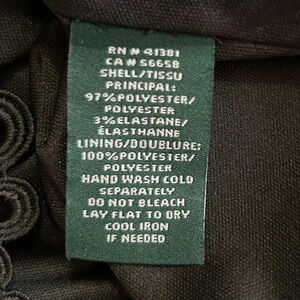 RN # 41381
CA # 56658
SHELL/TISSU
PRINCIPAL:
97% POLYESTER/
POLYESTER
3% ELASTANE/
ÉLASTHANNE
LINING/DOUBLURE:
100% POLYESTER/
POLYESTER
HAND WASH COLD
SEPARATELY
DO NOT BLEACH
LAY FLAT TO DRY
COOL IRON
IF NEEDED